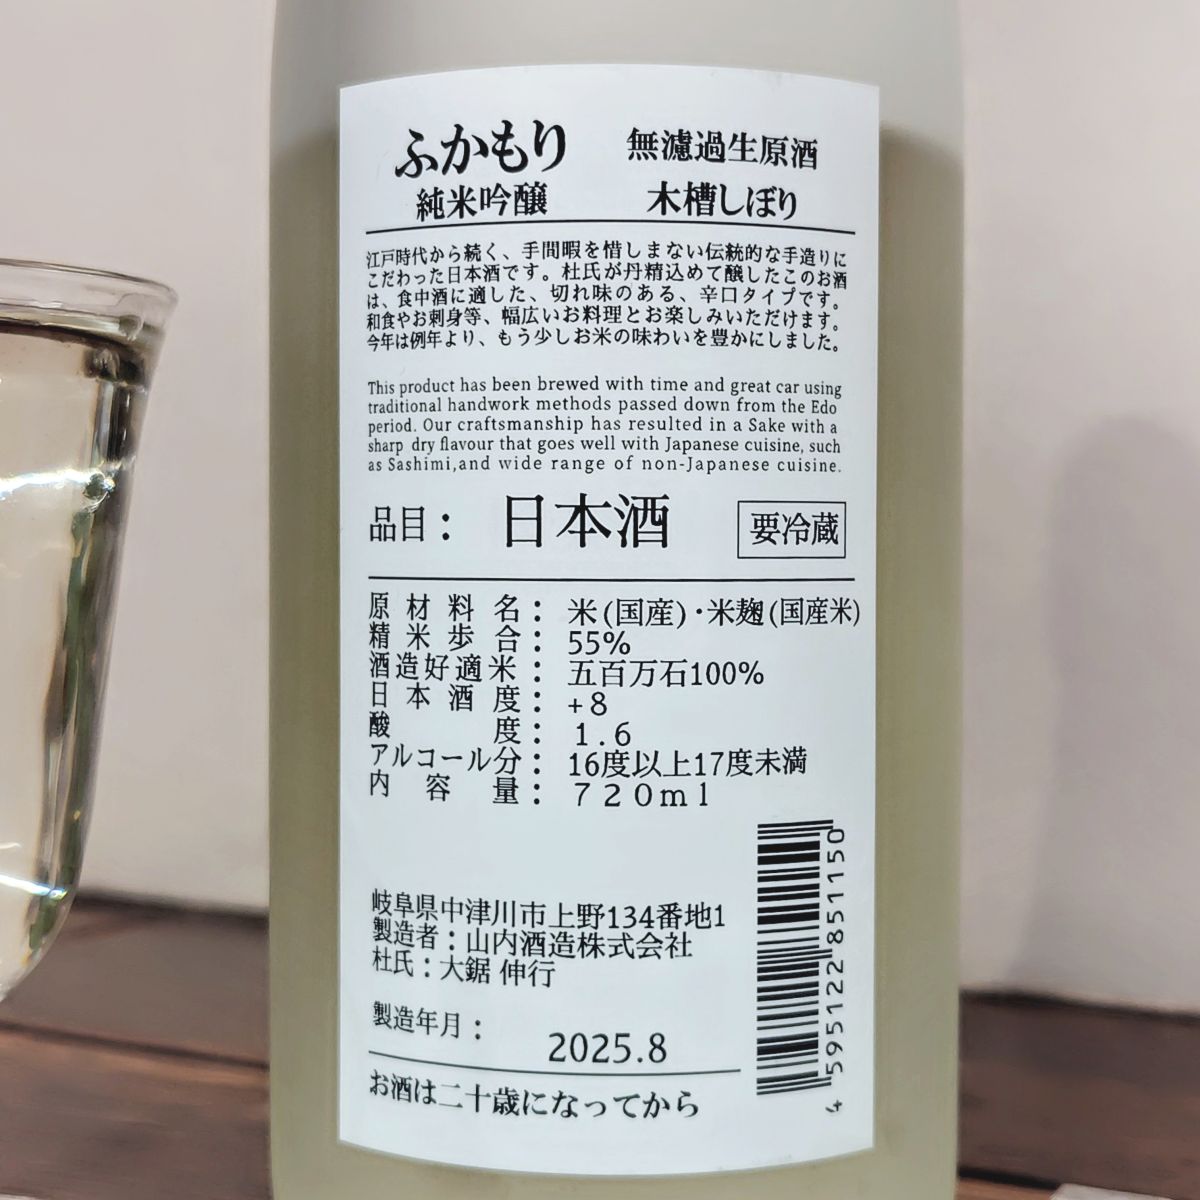 ふかもり
無濾過生原酒
純米吟醸
木槽しぼり
江戸時代から続く、手間暇を惜しまない伝統的な手造りに
こだわった日本酒です。杜氏が丹精込めて醸したこのお酒
は、食中酒に適した、切れ味のある、辛口タイプです。
和食やお刺身等、幅広いお料理とお楽しみいただけます。
今年は例年より、もう少しお米の味わいを豊かにしました。
This product has been brewed with time and great car using
traditional handwork methods passed down from the Edo
period. Our craftsmanship has resulted in a Sake with a
sharp dry flavour that goes well with Japanese cuisine, such
as Sashimi,and wide range of non-Japanese cuisine.
品目：日本酒
要冷蔵
原材料名：米(国産)・米麹(国産米)
精米歩合：55%
酒造好適米：五百万石100%
日本酒度：+8
酸度：1.6
アルコール分：16度以上17度未満
内容量：720ml
岐阜県中津川市上野134番地1
製造者：山内酒造株式会社
杜氏：大鋸 伸行
製造年月：2025.8
お酒は二十歳になってから
4 595122 851150